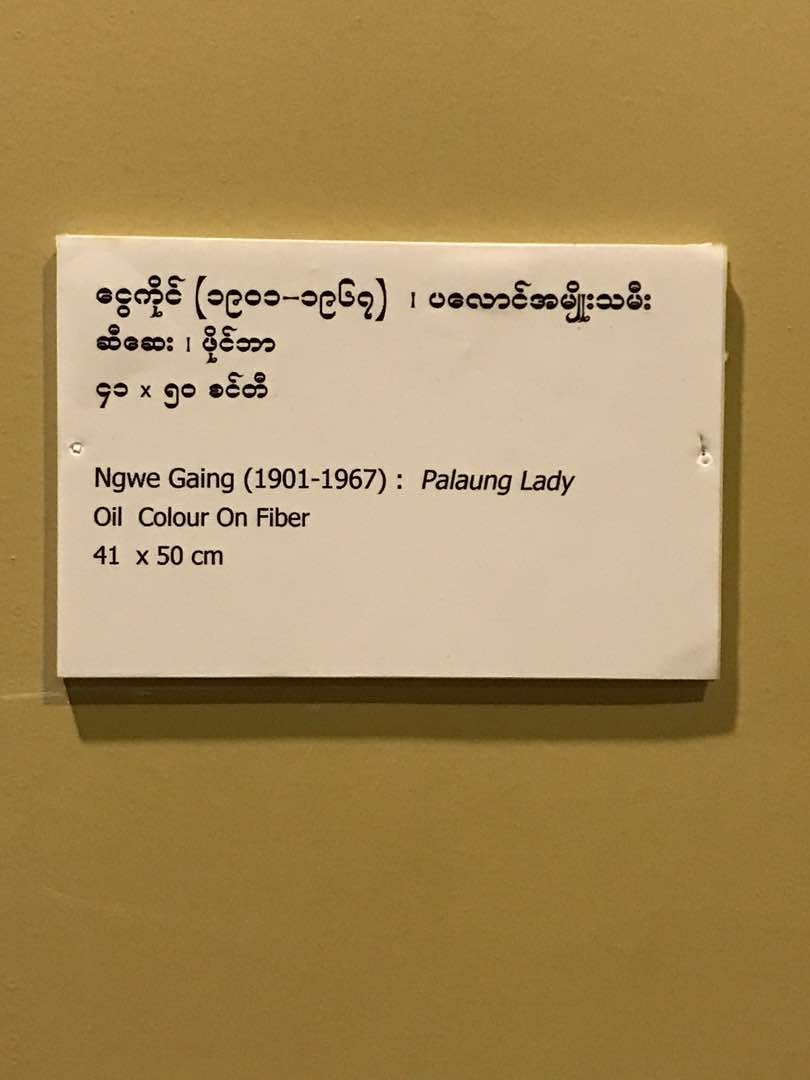 ငွေကိုင် (၁၉၀၁–၁၉၆၇) ၊ ပလောင်အမျိုးသမီး
ဆီဆေး ၊ ဖိုင်ဘာ
၄၁ x ၅၀ စင်တီ
Ngwe Gaing (1901-1967) : Palaung Lady
Oil Colour On Fiber
41 x 50 cm